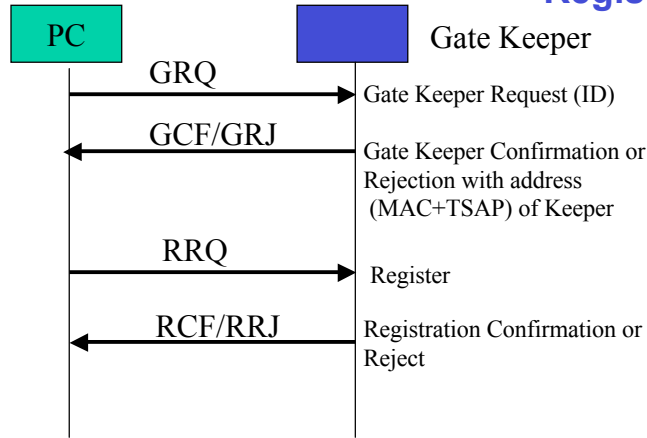 PC
Gate Keeper
GRQ
Gate Keeper Request (ID)
GCF/GRJ
Gate Keeper Confirmation or
Rejection with address
(MAC+TSAP) of Keeper
RRQ
Register
RCF/RRJ
Registration Confirmation or
Reject